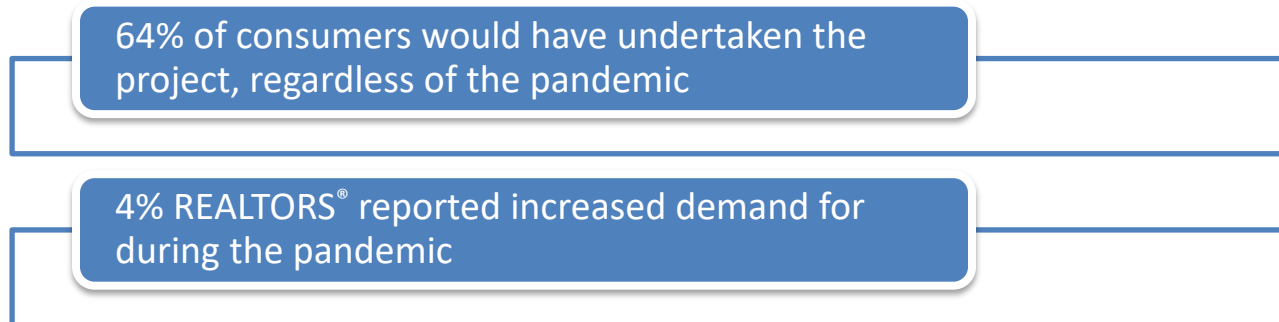 64% of consumers would have undertaken the
project, regardless of the pandemic
4% REALTORS® reported increased demand for
during the pandemic